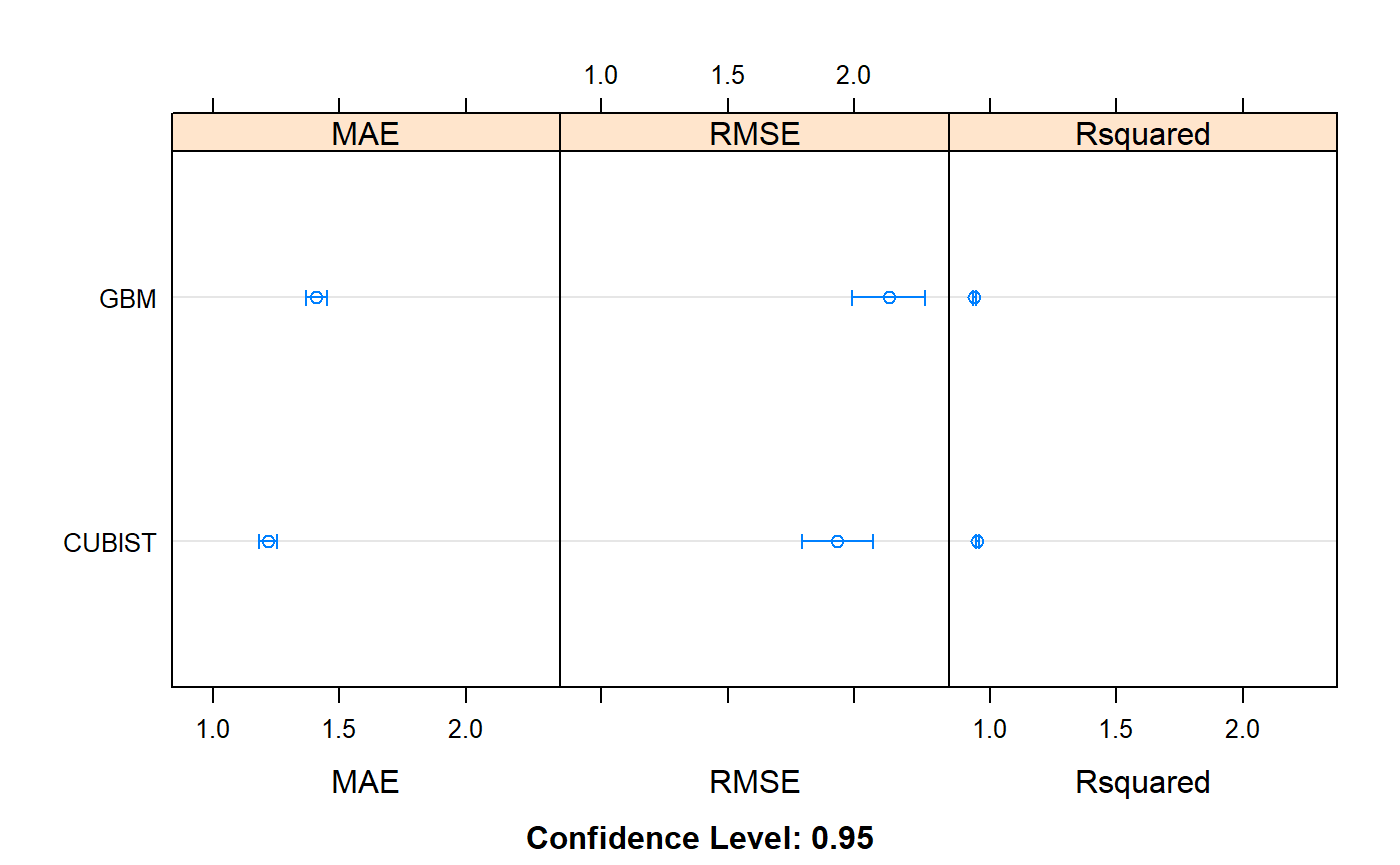 1.0 1.5 2.0
MAE RMSE Rsquared
GBM
CUBIST
1.0 1.5 2.0 1.0 1.5 2.0
MAE RMSE Rsquared
Confidence Level: 0.95